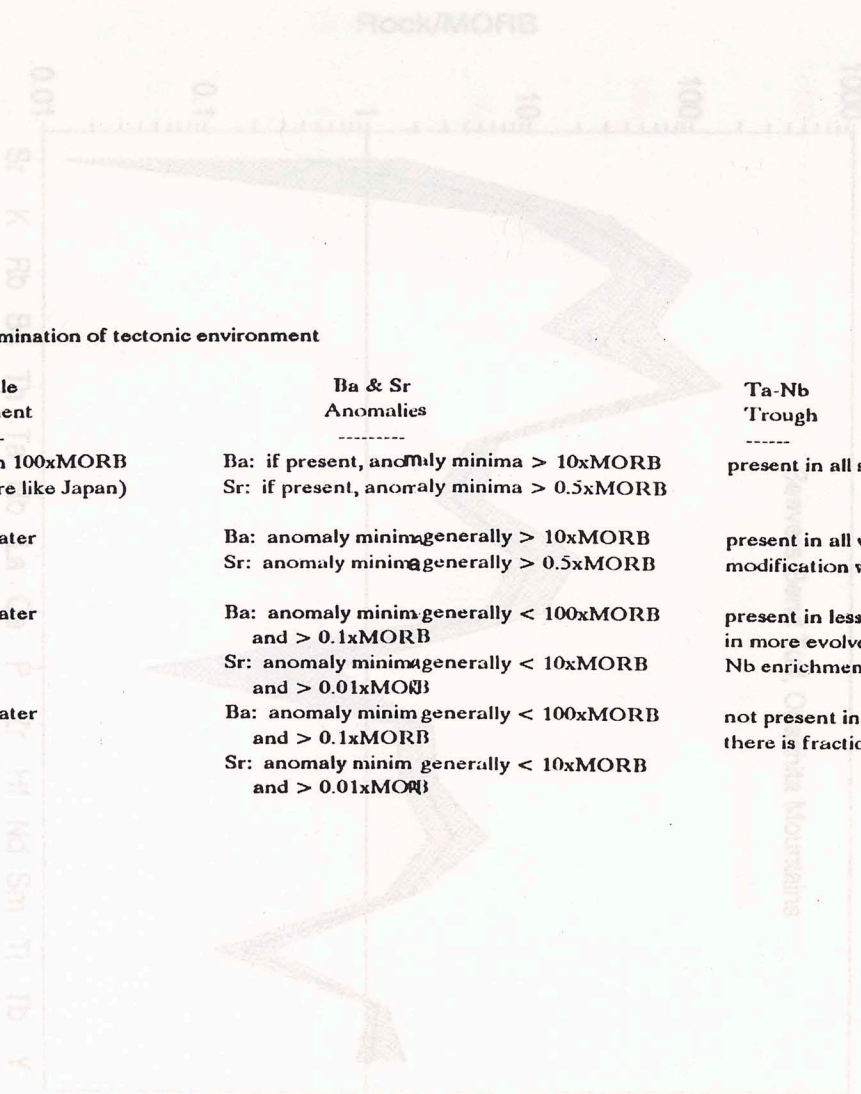 mination of tectonic environment
le
ent
Ba & Sr
Anomalies
---------
Ta-Nb
Trough
------
n 100xMORB
re like Japan)
Ba: if present, anomaly minima > 10xMORB
Sr: if present, anomaly minima > 0.5xMORB
present in all s
ater
Ba: anomaly minima generally > 10xMORB
Sr: anomaly minima generally > 0.5xMORB
present in all
modification
ater
Ba: anomaly minima generally < 100xMORB
and > 0.1xMORB
Sr: anomaly minima generally < 10xMORB
and > 0.01xMORB
present in less
in more evolve
Nb enrichmen
ater
Ba: anomaly minim generally < 100xMORB
and > 0.1xMORB
Sr: anomaly minim generally < 10xMORB
and > 0.01xMORB
not present in
there is fractio
Rock/MORB
0.01
0.1
1
10
100
1000
Sr
K
Rb
Ba
Th
Ta
Nb
La
Ce
P
Zr
Hf
Nd
Sm
Ti
Tb
Y
Mountains